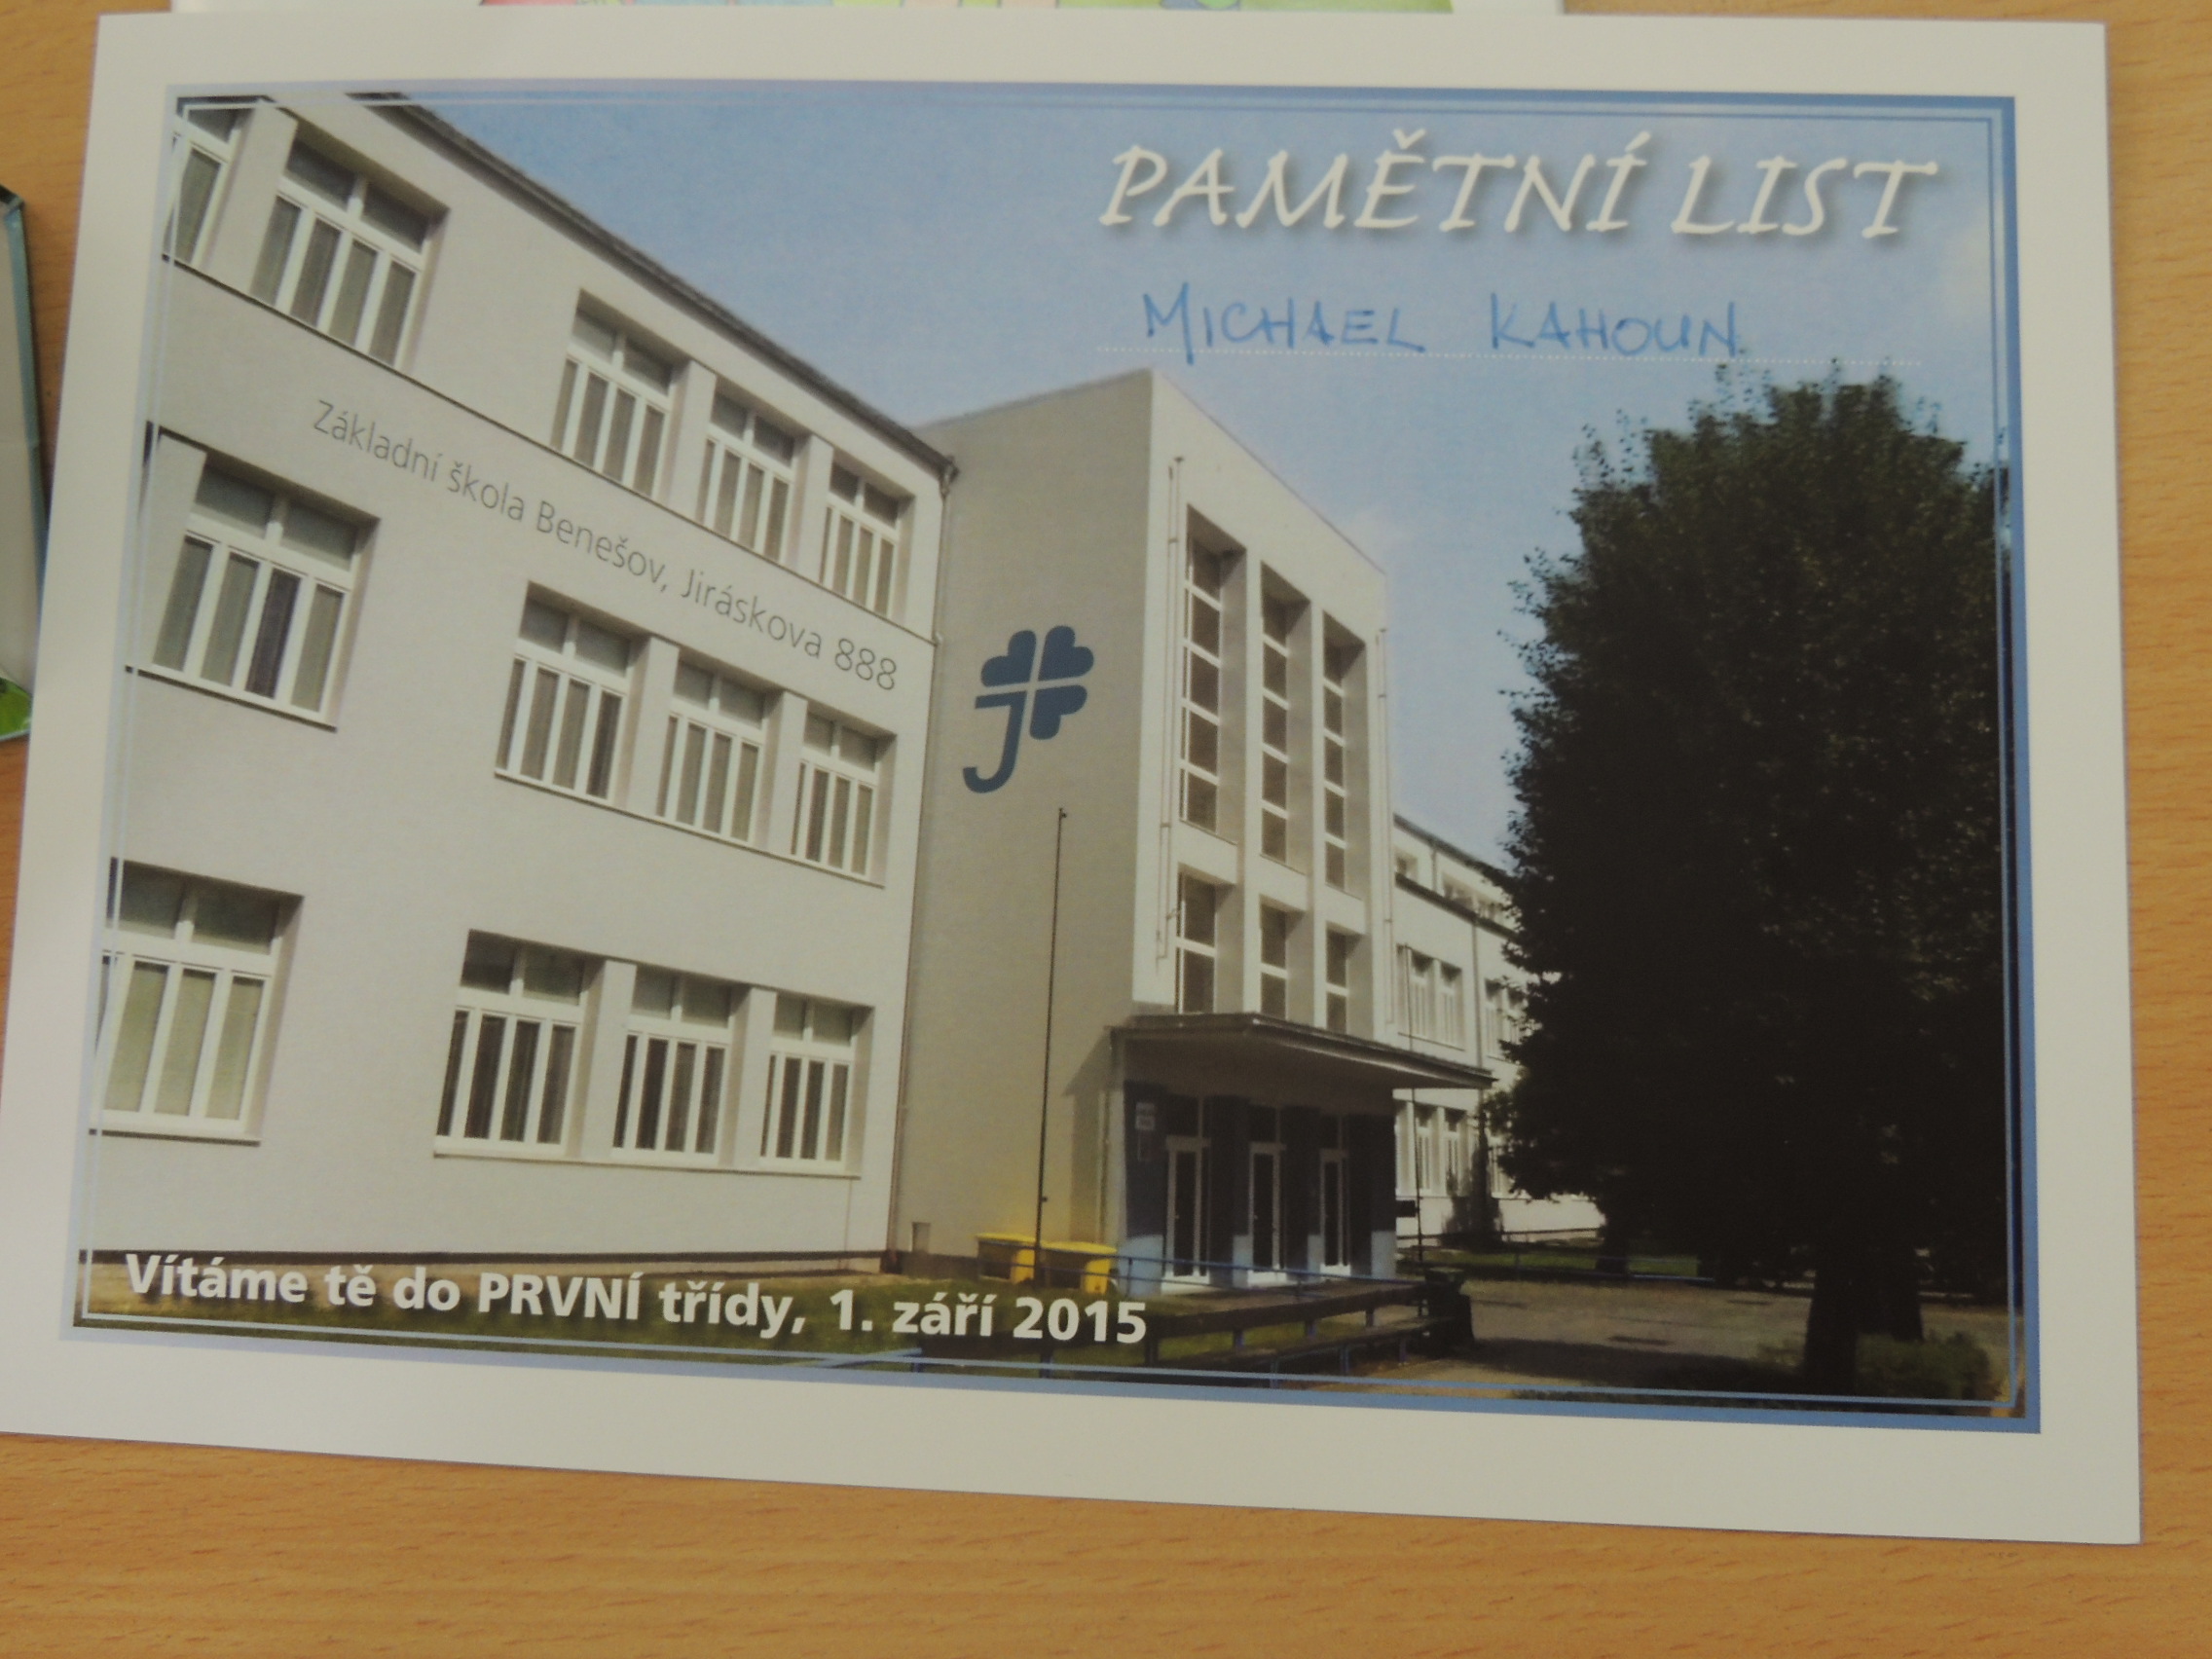 PAMĚTNÍ LIST
MICHAEL KAHOUN
Základní škola Benešov, Jiráskova 888
Vítáme tě do PRVNÍ třídy, 1. září 2015